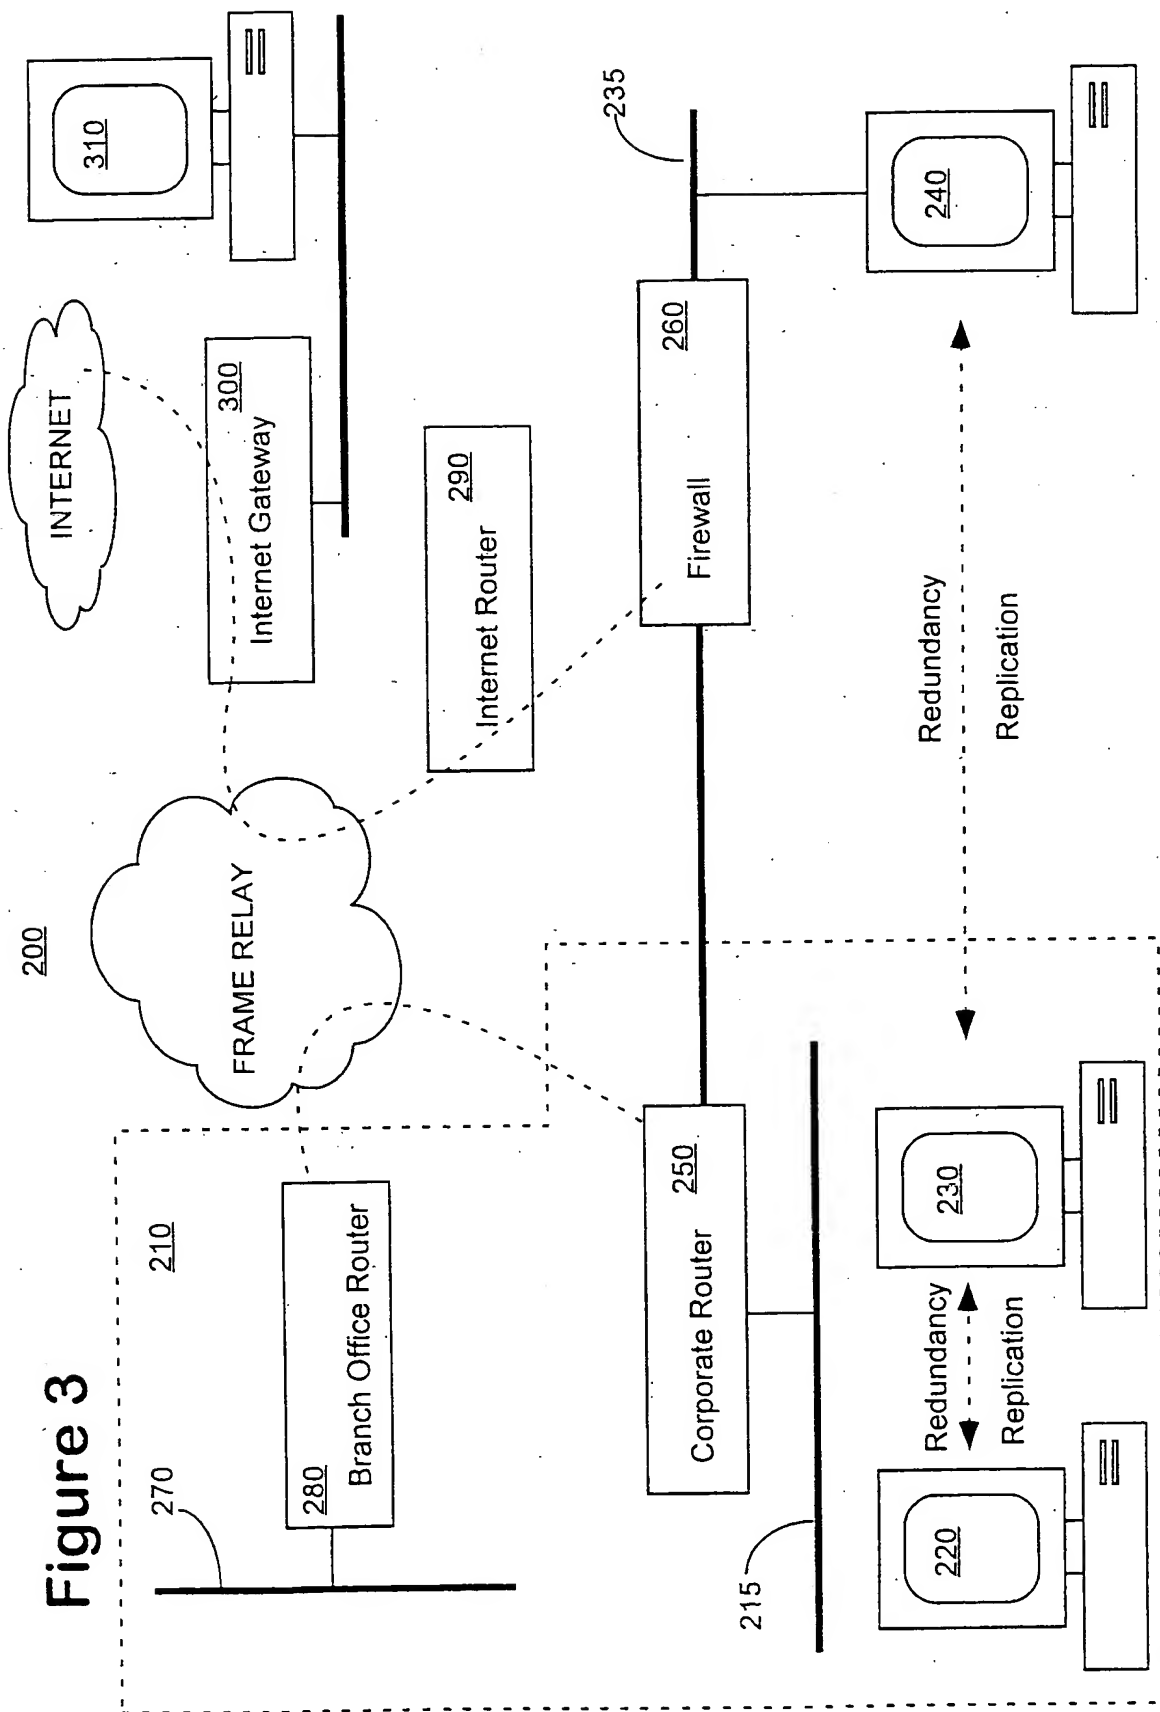 Figure 3
200
INTERNET
310
300
Internet Gateway
FRAME RELAY
210
270
280
Branch Office Router
290
Internet Router
235
250
Corporate Router
260
Firewall
215
240
Redundancy
Replication
220
Redundancy
Replication
230